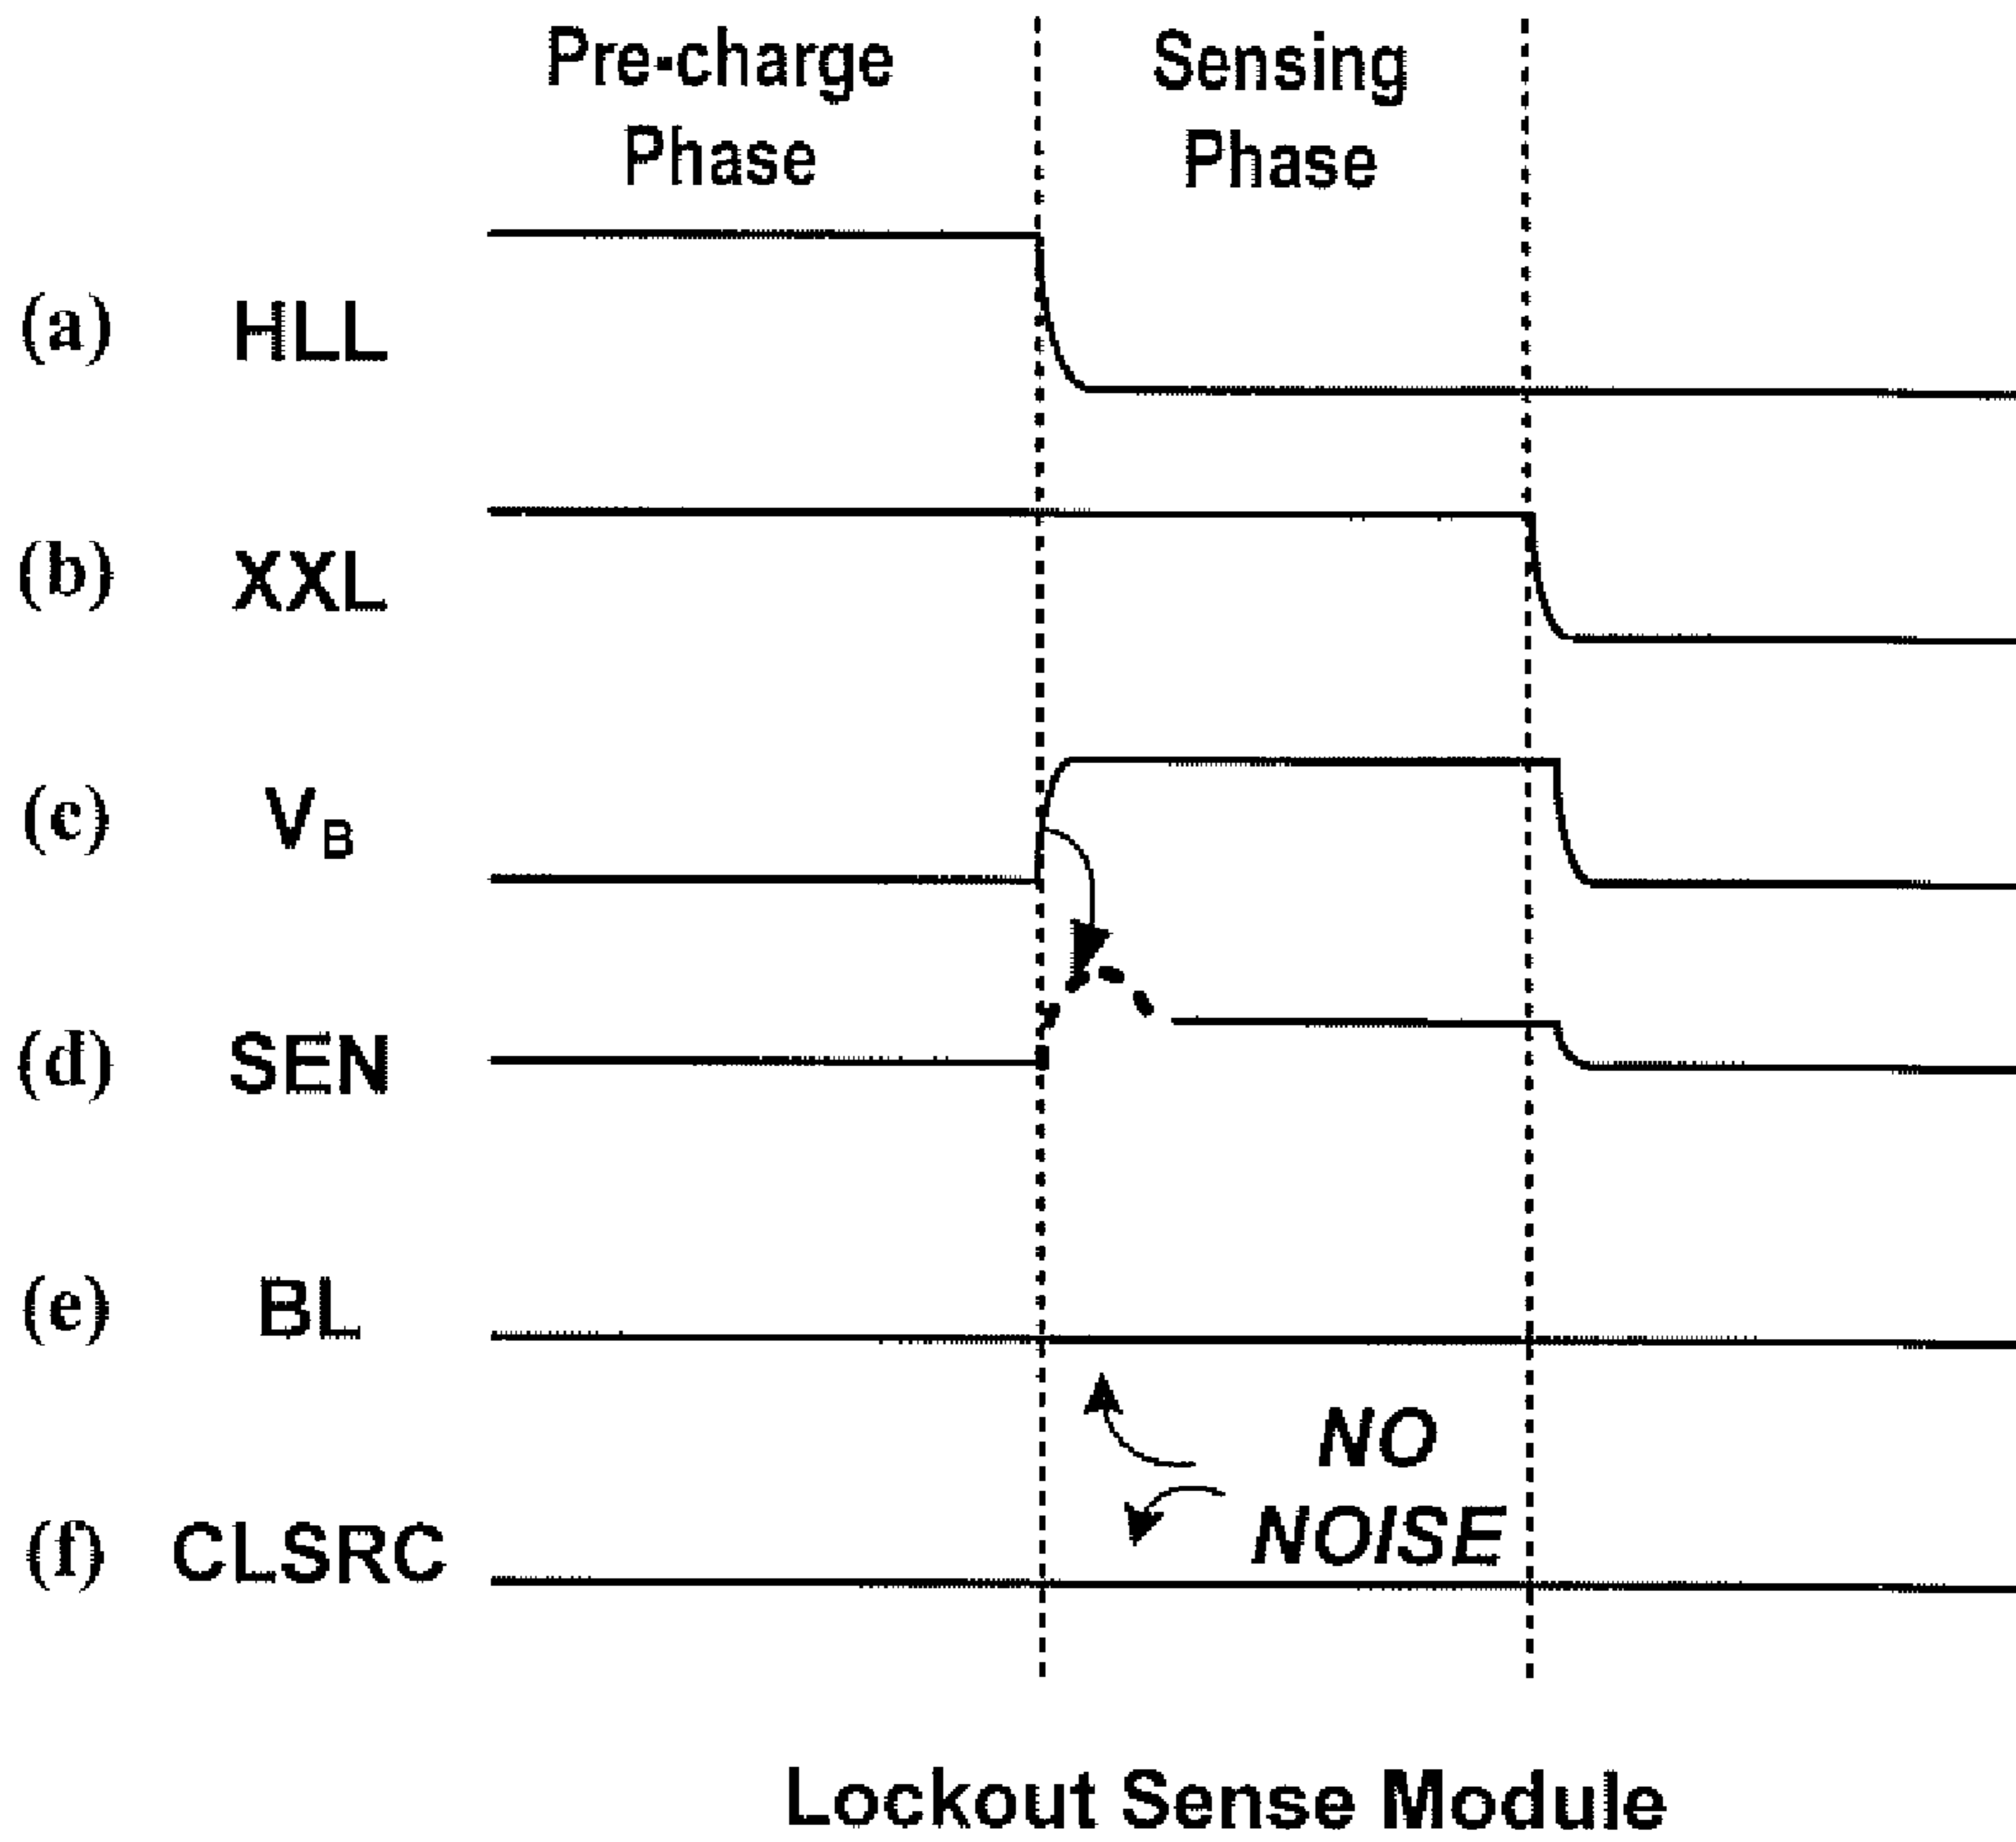 Pre-charge
Phase
Sensing
Phase
(a) HLL
(b) XXL
(c) VB
(d) SEN
(e) BL
NO
NOISE
(f) CLSRC
Lockout Sense Module